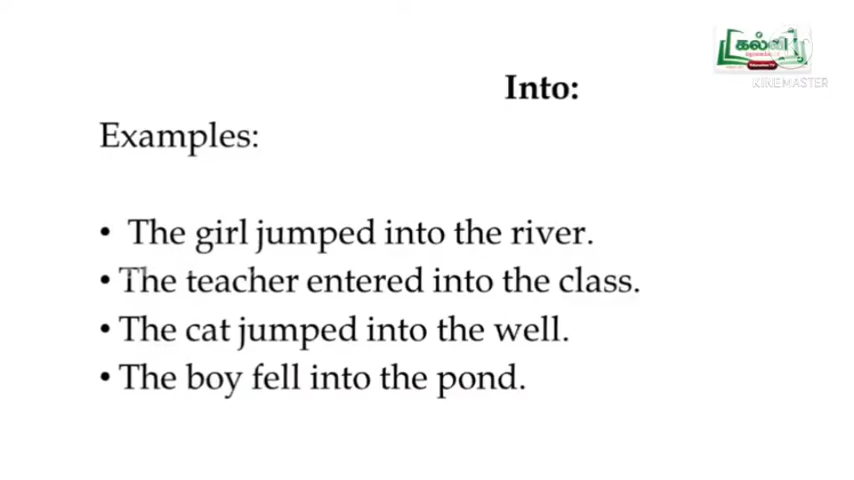 கல்வி
KINEMASTER
Into:
Examples:
• The girl jumped into the river.
• The teacher entered into the class.
• The cat jumped into the well.
• The boy fell into the pond.